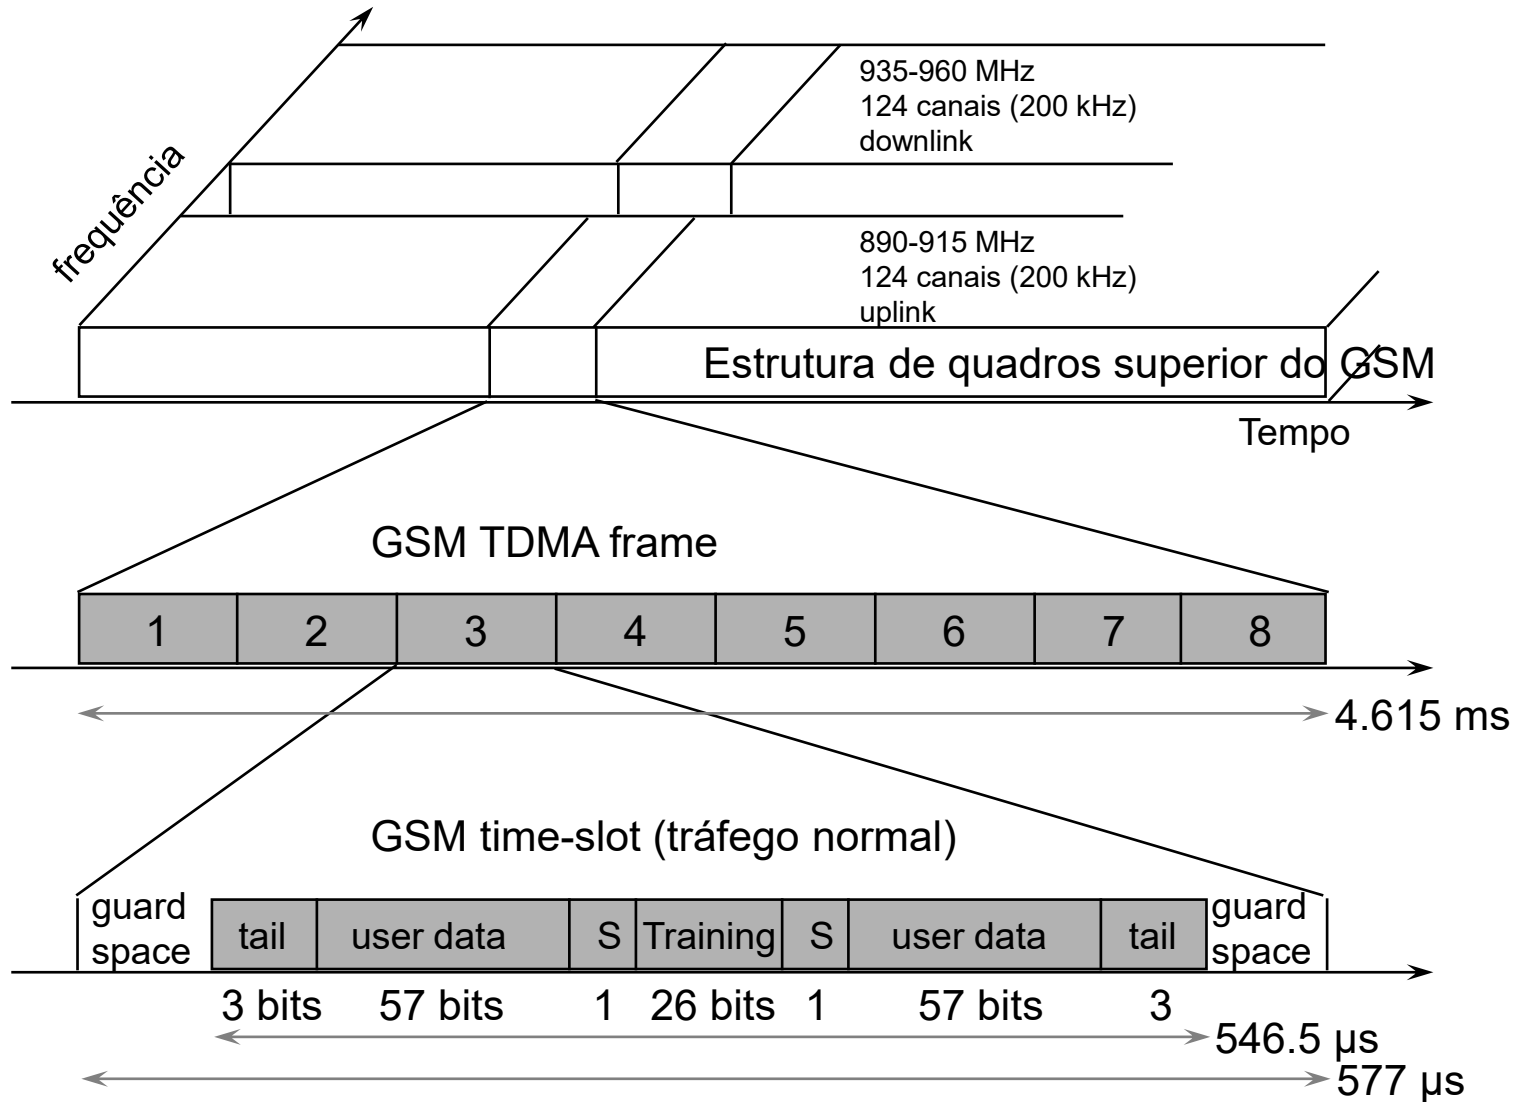 935-960 MHz
124 canais (200 kHz)
downlink
frequência
890-915 MHz
124 canais (200 kHz)
uplink
Estrutura de quadros superior do GSM
Tempo
GSM TDMA frame
1 2 3 4 5 6 7 8
4.615 ms
GSM time-slot (tráfego normal)
guard
space
tail user data S Training S user data tail
guard
space
3 bits 57 bits 1 26 bits 1 57 bits 3
546.5 µs
577 µs